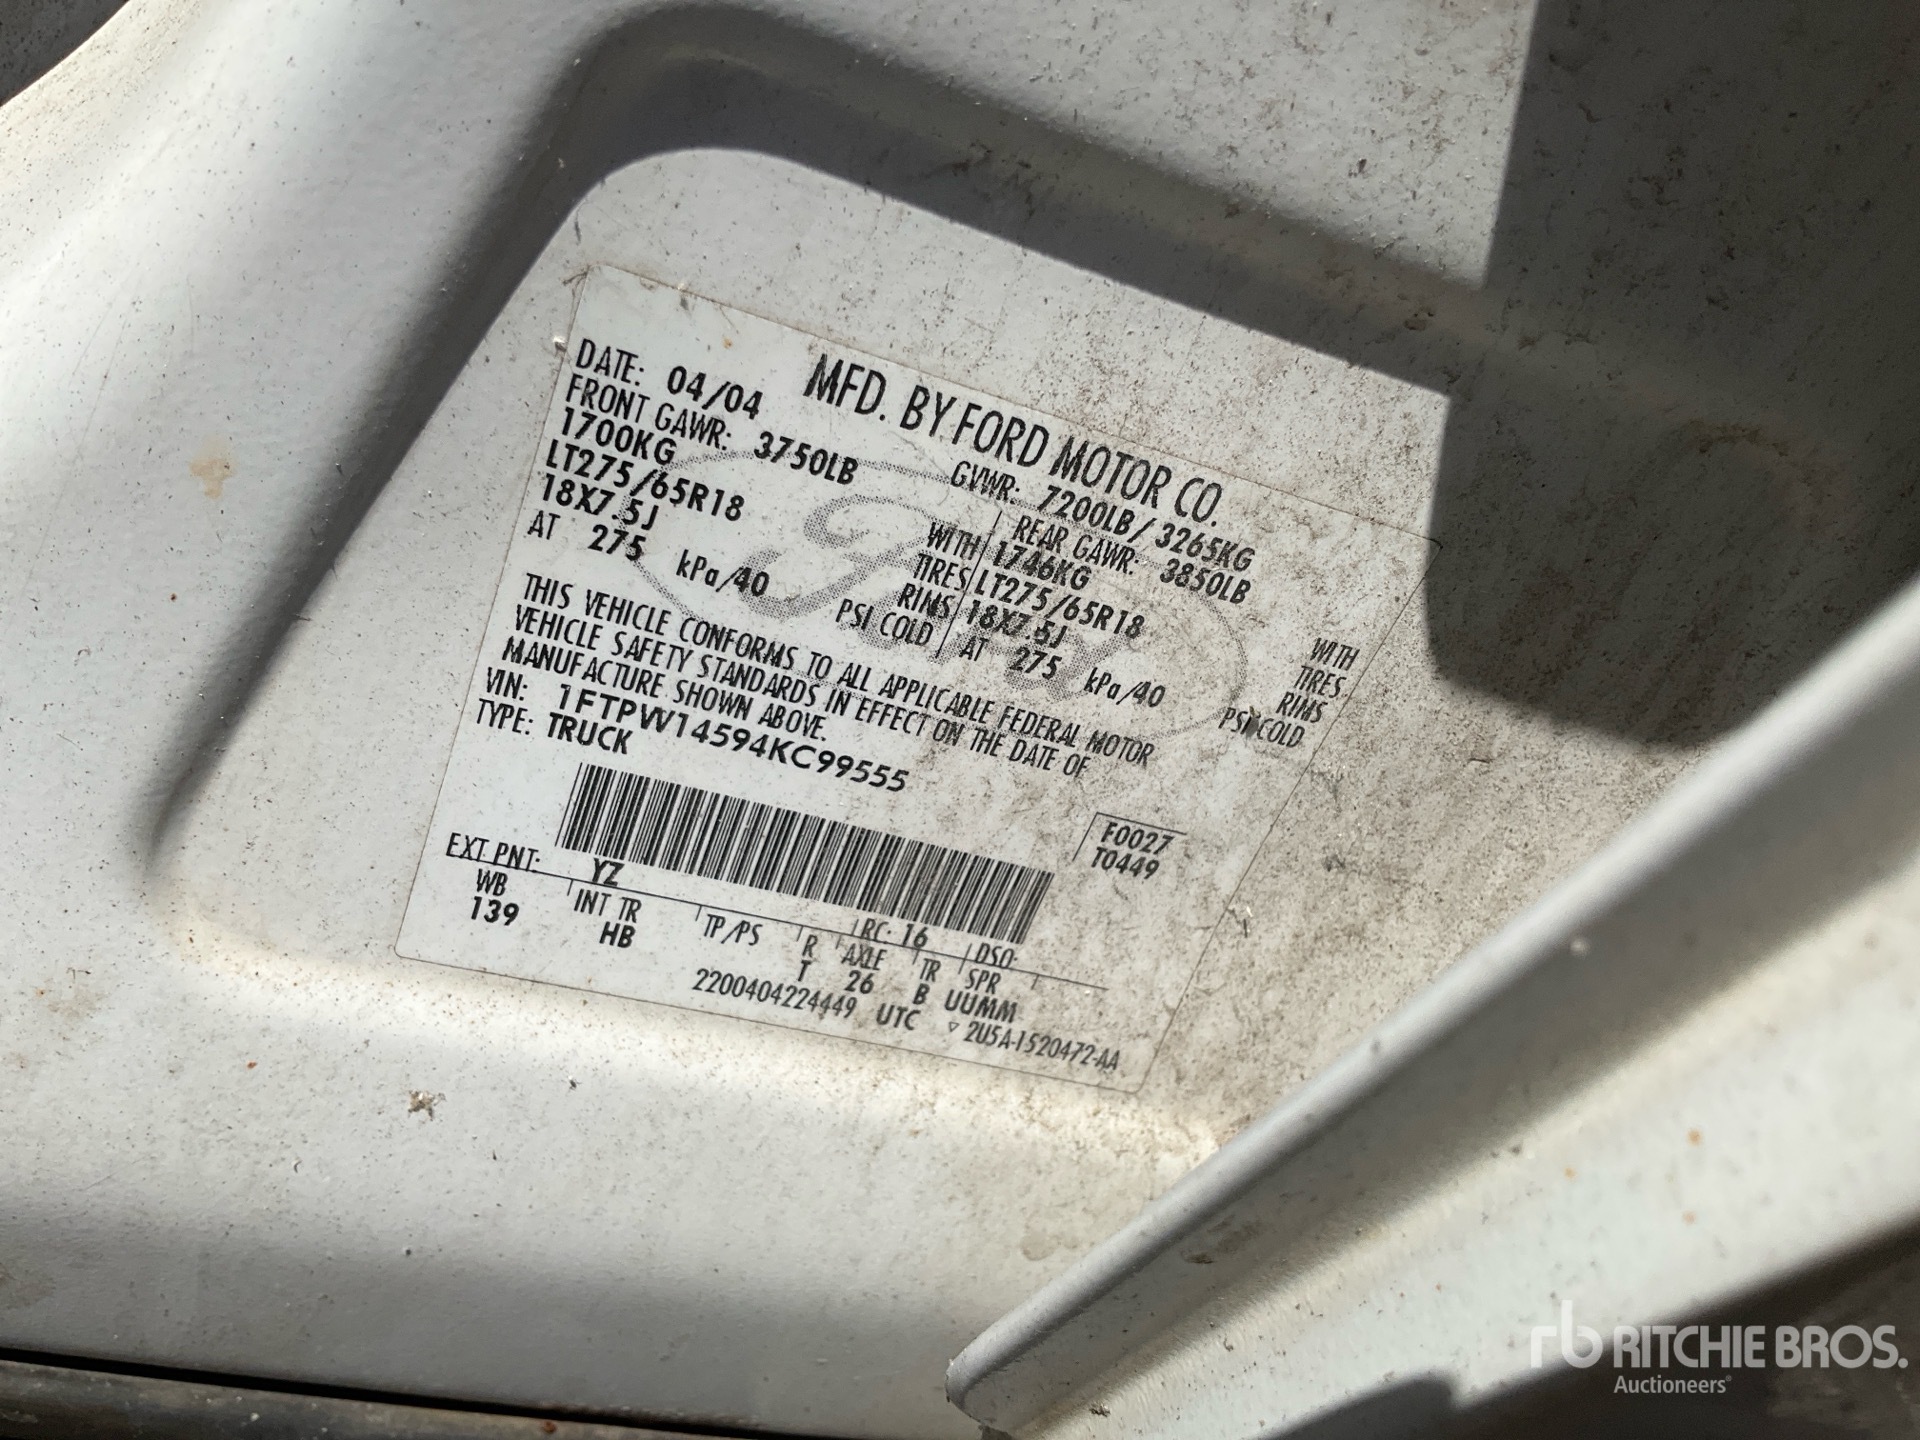 MFD. BY FORD MOTOR CO.
DATE: 04/04 GVWR: 7200LB/ 3265KG
FRONT GAWR: 3750LB REAR GAWR: 3850LB
1700KG WITH 1746KG WITH
LT275/65R18 TIRES LT275/65R18 TIRES
18X7.5J RIMS 18X7.5J RIMS
AT 275 kPa/40 PSI COLD AT 275 kPa/40 PSI COLD
THIS VEHICLE CONFORMS TO ALL APPLICABLE FEDERAL MOTOR
VEHICLE SAFETY STANDARDS IN EFFECT ON THE DATE OF
MANUFACTURE SHOWN ABOVE.
VIN: 1FTPW14594KC99555
TYPE: TRUCK
F0027
T0449
EXT PNT: YZ RC: 16 DSO:
WB INT TR TP/PS R AXLE TR SPR
139 HB T 26 B UUMM
2200404224449 UTC ▽ 2U5A-1520472-AA
Ford
rb RITCHIE BROS.
Auctioneers®